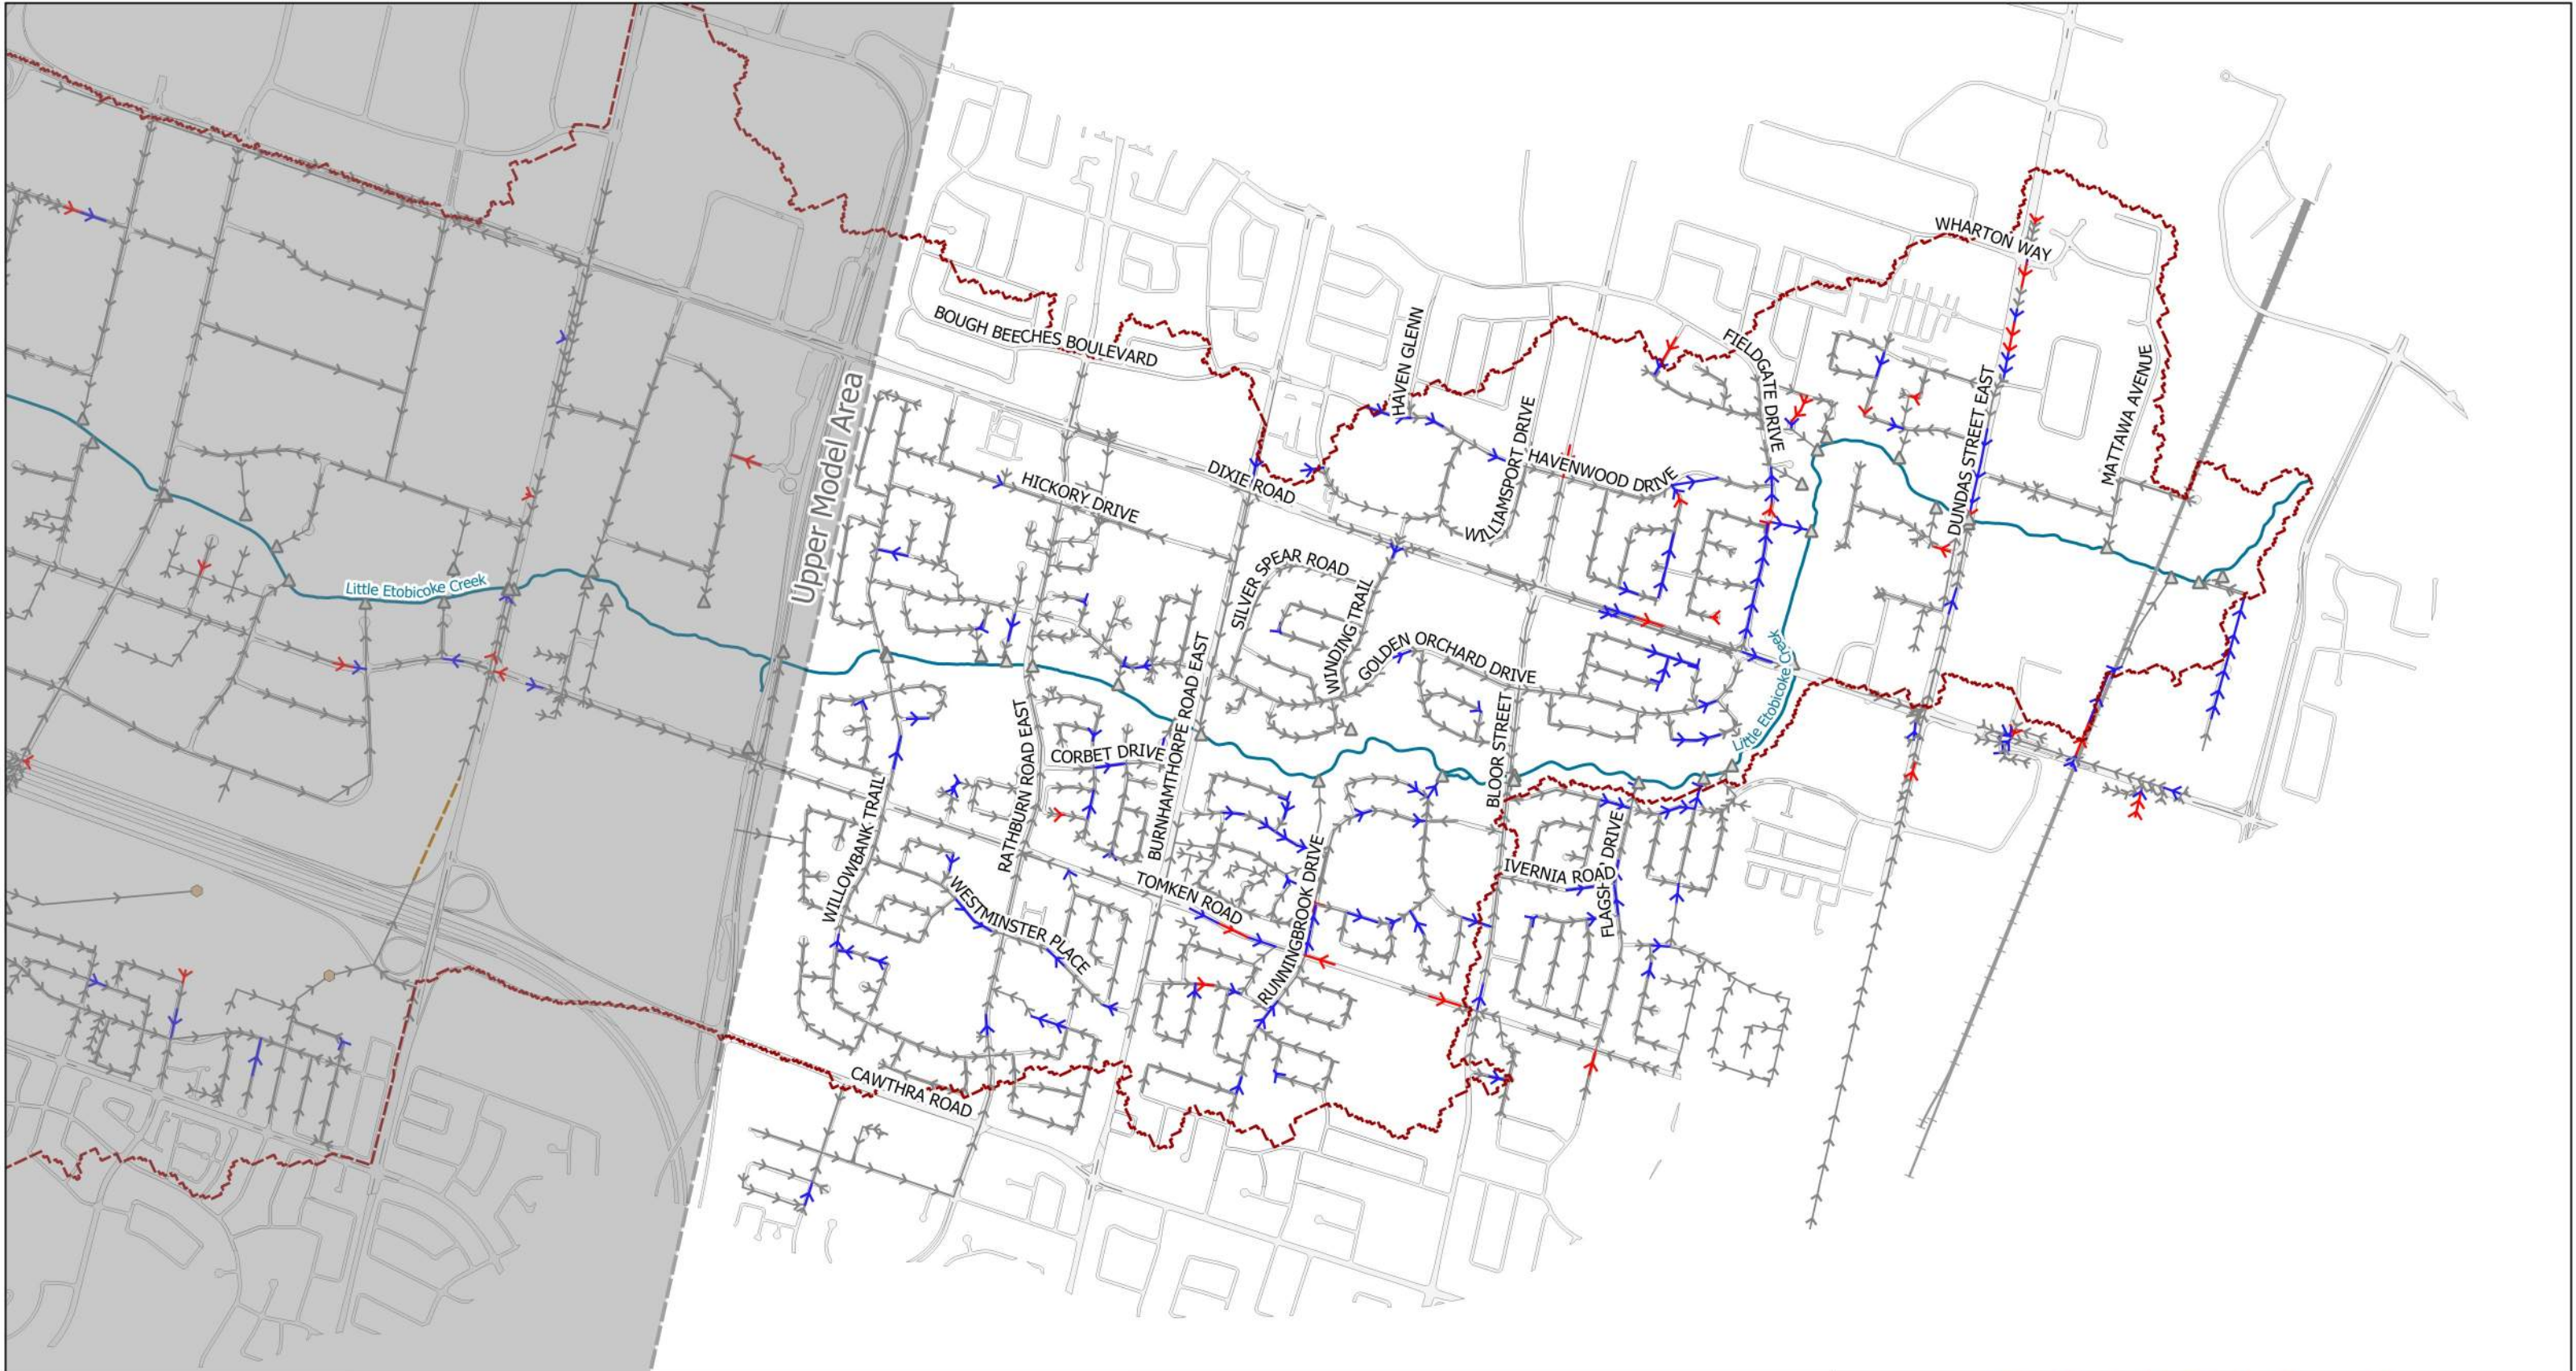 WHARTON WAY
BOUGH BEECHES BOULEVARD
HAVEN GLENN
FIELDGATE DRIVE
MATTAWA AVENUE
DUNDAS STREET EAST
Upper Model Area
HICKORY DRIVE
DIXIE ROAD
WILLIAMSPORT DRIVE
HAVENWOOD DRIVE
Little Etobicoke Creek
SILVER SPEAR ROAD
WINDING TRAIL
GOLDEN ORCHARD DRIVE
Little Etobicoke Creek
BLOOR STREET
RATHBURN ROAD EAST
CORBET DRIVE
BURNHAMTHORPE ROAD EAST
WILLOWBANK TRAIL
TOMKEN ROAD
RUNNINGBROOK DRIVE
IVERNIA ROAD
DRIVE
WESTMINSTER PLACE
CAWTHRA ROAD